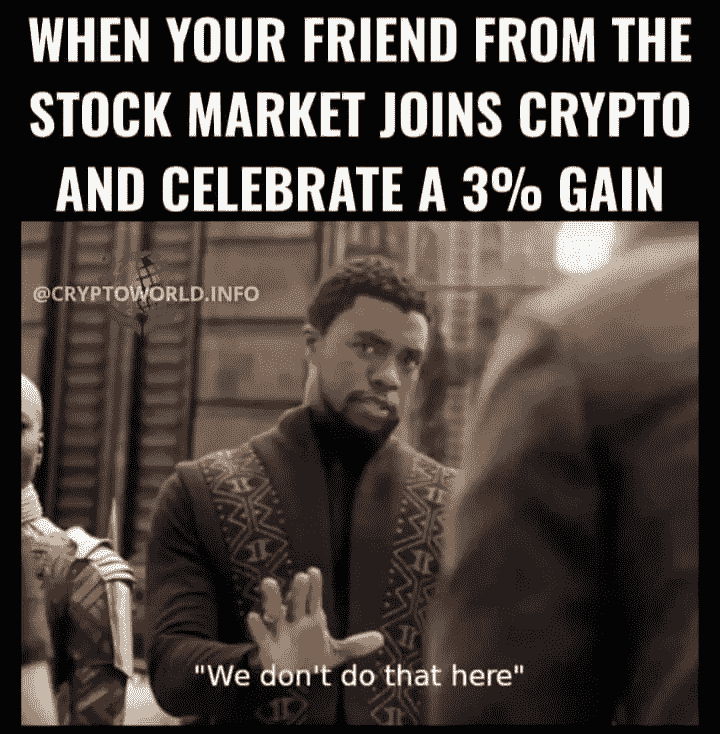 WHEN YOUR FRIEND FROM THE
STOCK MARKET JOINS CRYPTO
AND CELEBRATE A 3% GAIN
@CRYPTOWORLD.INFO
"We don't do that here"